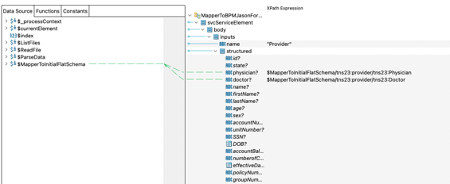 XPath Expression
Data Source Functions Constants
$_processContext
$currentElement
$index
$ListFiles
$ReadFile
$ParseData
$MapperToInitialFlatSchema
MapperToBPMJasonFor...
svcServiceElement
body
inputs
name "Provider"
structured
id?
state?
physician? $MapperToInitialFlatSchema/tns23:provider/tns23:Physician
doctor? $MapperToInitialFlatSchema/tns23:provider/tns23:Doctor
name?
firstName?
lastName?
age?
sex?
accountNu...
unitNumber?
SSN?
DOB?
accountBal...
numberofC...
effectiveDa...
policyNum...
groupNum...